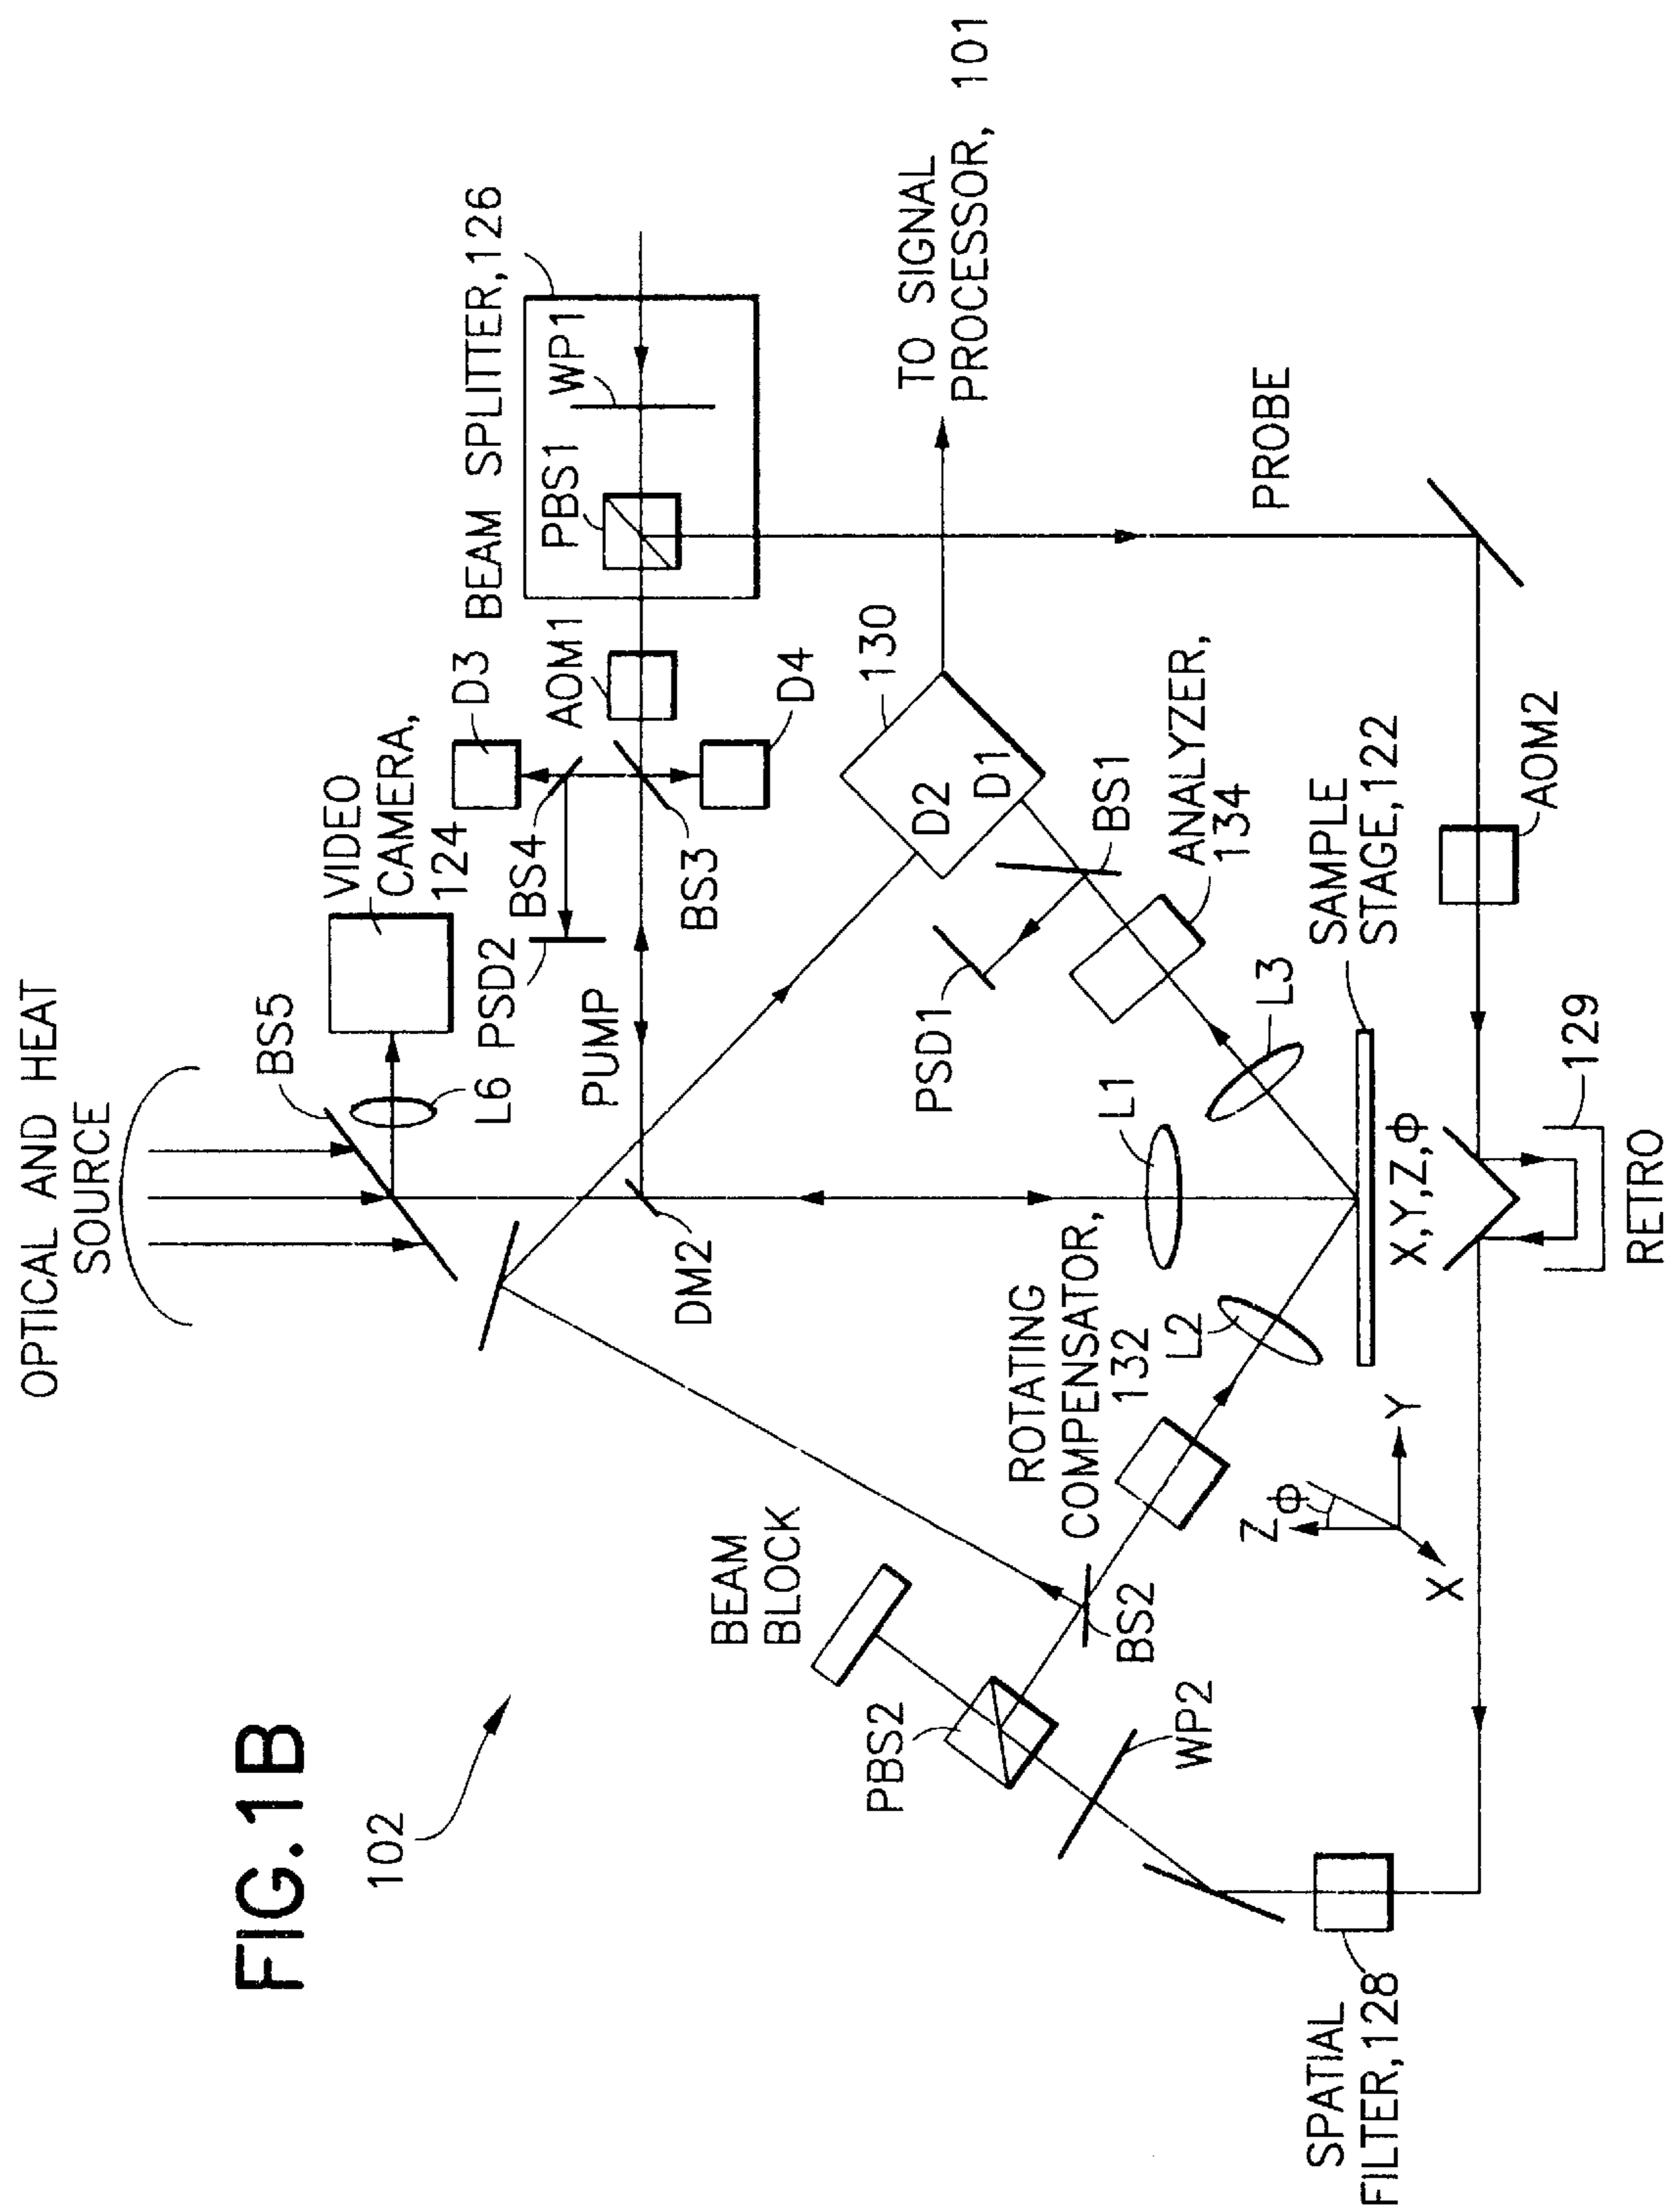 FIG.1B
102
OPTICAL AND HEAT
SOURCE
BS5
L6
VIDEO
CAMERA,
124
D3
BEAM SPLITTER,126
BS4
PSD2
AOM1
PBS1
WP1
PUMP
BS3
D4
DM2
130
D2
D1
TO SIGNAL
PROCESSOR, 101
PSD1
BS1
ANALYZER,
134
L1
L3
PROBE
BEAM
BLOCK
PBS2
WP2
BS2
ROTATING
COMPENSATOR,
132
L2
SAMPLE
STAGE,122
X,Y,Z,Φ
Z
Φ
Y
X
AOM2
129
RETRO
SPATIAL
FILTER,128